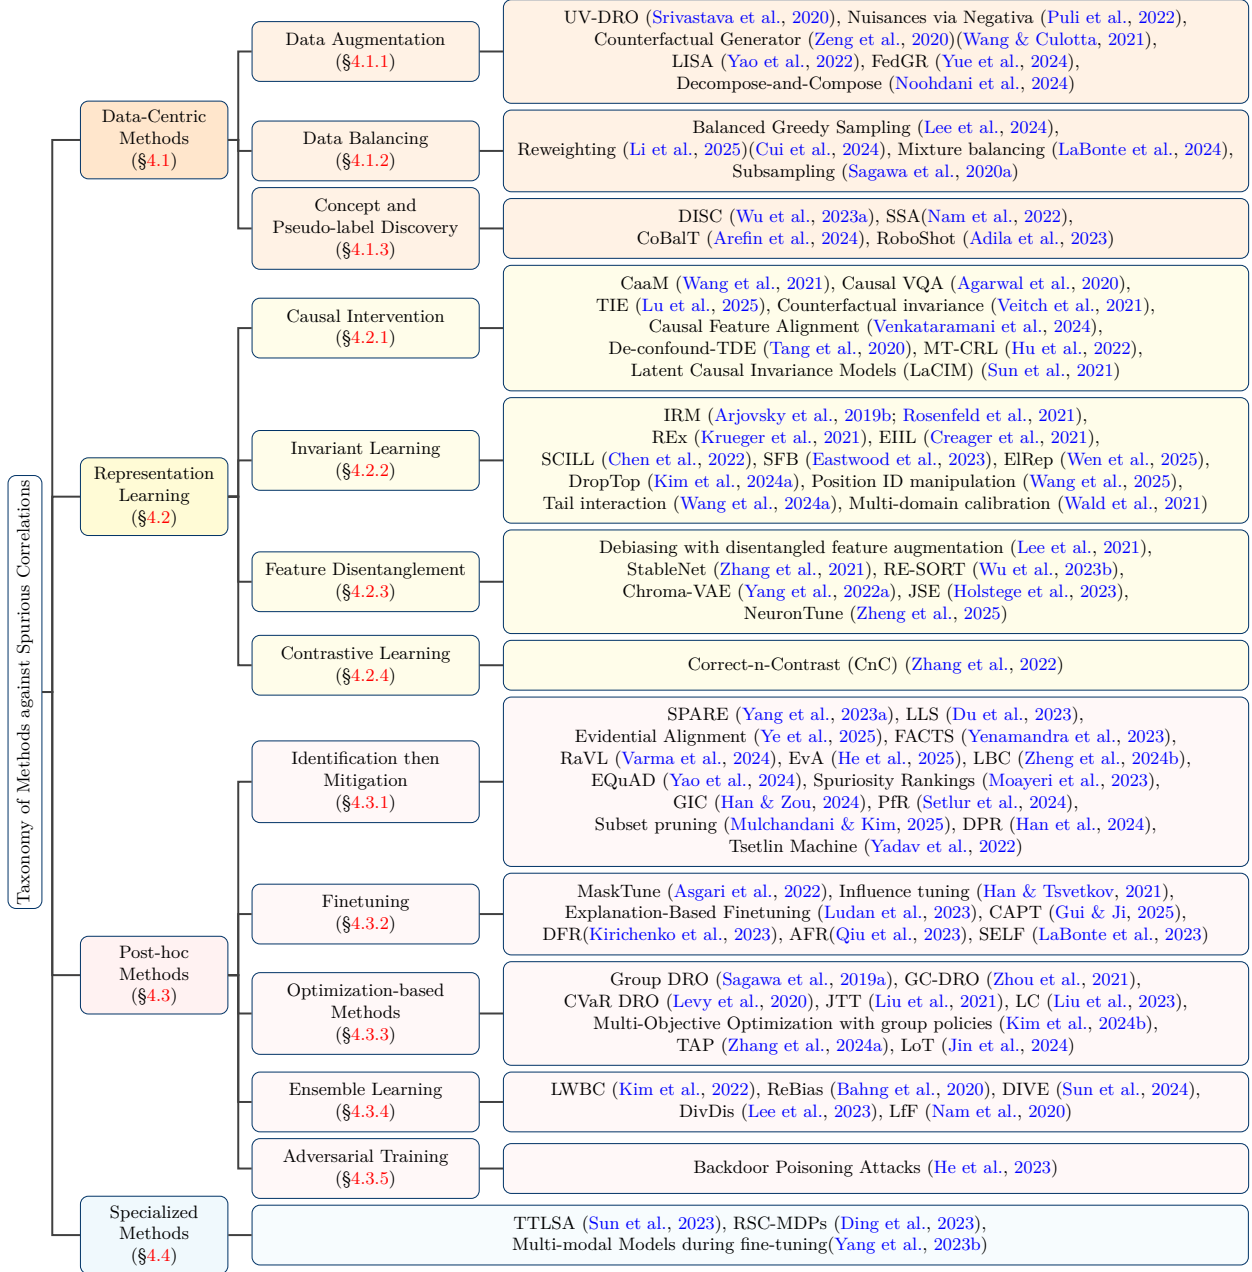 Taxonomy of Methods against Spurious Correlations
Data-Centric
Methods
(§4.1)
Data Augmentation
(§4.1.1)
UV-DRO (Srivastava et al., 2020), Nuisances via Negativa (Puli et al., 2022),
Counterfactual Generator (Zeng et al., 2020)(Wang & Culotta, 2021),
LISA (Yao et al., 2022), FedGR (Yue et al., 2024),
Decompose-and-Compose (Noohdani et al., 2024)
Data Balancing
(§4.1.2)
Balanced Greedy Sampling (Lee et al., 2024),
Reweighting (Li et al., 2025)(Cui et al., 2024), Mixture balancing (LaBonte et al., 2024),
Subsampling (Sagawa et al., 2020a)
Concept and
Pseudo-label Discovery
(§4.1.3)
DISC (Wu et al., 2023a), SSA(Nam et al., 2022),
CoBalT (Arefin et al., 2024), RoboShot (Adila et al., 2023)
Representation
Learning
(§4.2)
Causal Intervention
(§4.2.1)
CaaM (Wang et al., 2021), Causal VQA (Agarwal et al., 2020),
TIE (Lu et al., 2025), Counterfactual invariance (Veitch et al., 2021),
Causal Feature Alignment (Venkataramani et al., 2024),
De-confound-TDE (Tang et al., 2020), MT-CRL (Hu et al., 2022),
Latent Causal Invariance Models (LaCIM) (Sun et al., 2021)
Invariant Learning
(§4.2.2)
IRM (Arjovsky et al., 2019b; Rosenfeld et al., 2021),
REx (Krueger et al., 2021), EIIL (Creager et al., 2021),
SCILL (Chen et al., 2022), SFB (Eastwood et al., 2023), ElRep (Wen et al., 2025),
DropTop (Kim et al., 2024a), Position ID manipulation (Wang et al., 2025),
Tail interaction (Wang et al., 2024a), Multi-domain calibration (Wald et al., 2021)
Feature Disentanglement
(§4.2.3)
Debiasing with disentangled feature augmentation (Lee et al., 2021),
StableNet (Zhang et al., 2021), RE-SORT (Wu et al., 2023b),
Chroma-VAE (Yang et al., 2022a), JSE (Holstege et al., 2023),
NeuronTune (Zheng et al., 2025)
Contrastive Learning
(§4.2.4)
Correct-n-Contrast (CnC) (Zhang et al., 2022)
Post-hoc
Methods
(§4.3)
Identification then
Mitigation
(§4.3.1)
SPARE (Yang et al., 2023a), LLS (Du et al., 2023),
Evidential Alignment (Ye et al., 2025), FACTS (Yenamandra et al., 2023),
RaVL (Varma et al., 2024), EvA (He et al., 2025), LBC (Zheng et al., 2024b),
EQuAD (Yao et al., 2024), Spuriosity Rankings (Moayeri et al., 2023),
GIC (Han & Zou, 2024), PfR (Setlur et al., 2024),
Subset pruning (Mulchandani & Kim, 2025), DPR (Han et al., 2024),
Tsetlin Machine (Yadav et al., 2022)
Finetuning
(§4.3.2)
MaskTune (Asgari et al., 2022), Influence tuning (Han & Tsvetkov, 2021),
Explanation-Based Finetuning (Ludan et al., 2023), CAPT (Gui & Ji, 2025),
DFR(Kirichenko et al., 2023), AFR(Qiu et al., 2023), SELF (LaBonte et al., 2023)
Optimization-based
Methods
(§4.3.3)
Group DRO (Sagawa et al., 2019a), GC-DRO (Zhou et al., 2021),
CVaR DRO (Levy et al., 2020), JTT (Liu et al., 2021), LC (Liu et al., 2023),
Multi-Objective Optimization with group policies (Kim et al., 2024b),
TAP (Zhang et al., 2024a), LoT (Jin et al., 2024)
Ensemble Learning
(§4.3.4)
LWBC (Kim et al., 2022), ReBias (Bahng et al., 2020), DIVE (Sun et al., 2024),
DivDis (Lee et al., 2023), LfF (Nam et al., 2020)
Adversarial Training
(§4.3.5)
Backdoor Poisoning Attacks (He et al., 2023)
Specialized
Methods
(§4.4)
TTLSA (Sun et al., 2023), RSC-MDPs (Ding et al., 2023),
Multi-modal Models during fine-tuning(Yang et al., 2023b)